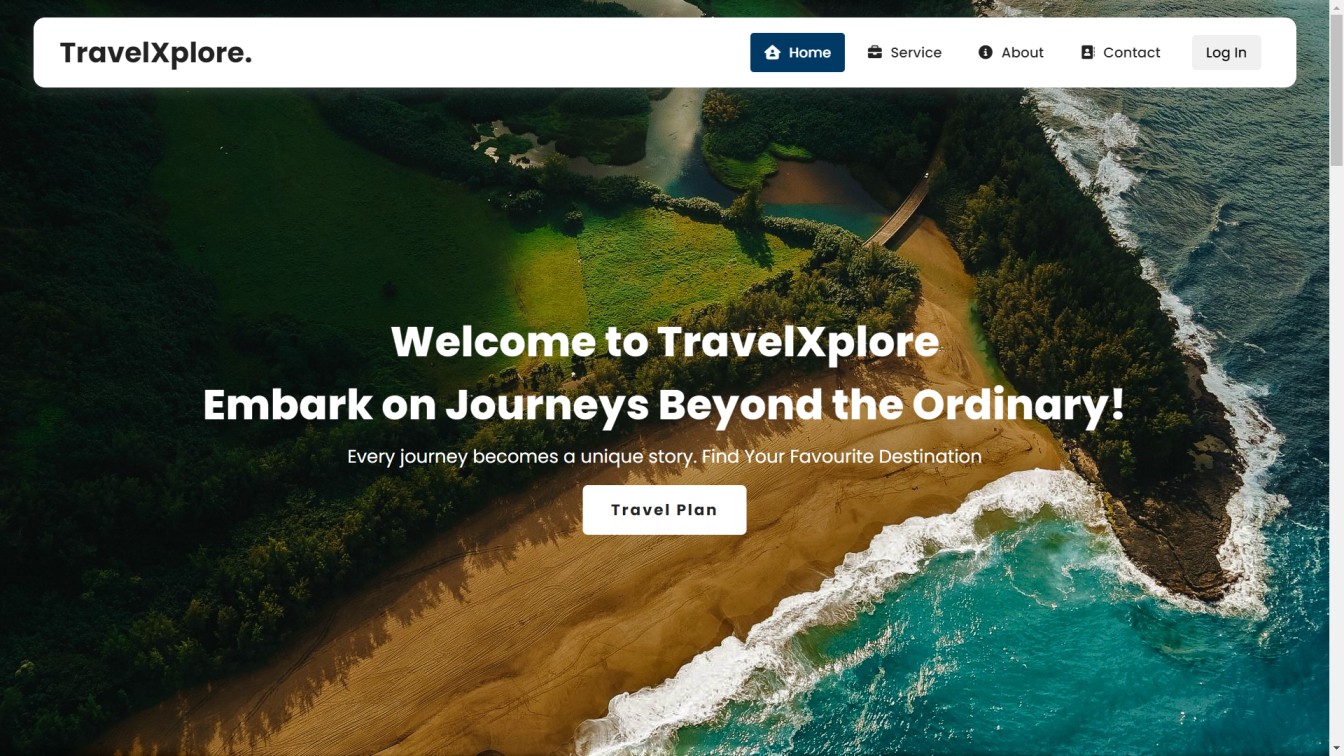 TravelXplore.
Home
Service
About
Contact
Log In
Welcome to TravelXplore
Embark on Journeys Beyond the Ordinary!
Every journey becomes a unique story. Find Your Favourite Destination
Travel Plan